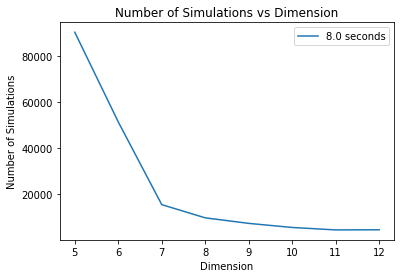 Number of Simulations vs Dimension
8.0 seconds
Number of Simulations
80000
60000
40000
20000
5 6 7 8 9 10 11 12
Dimension